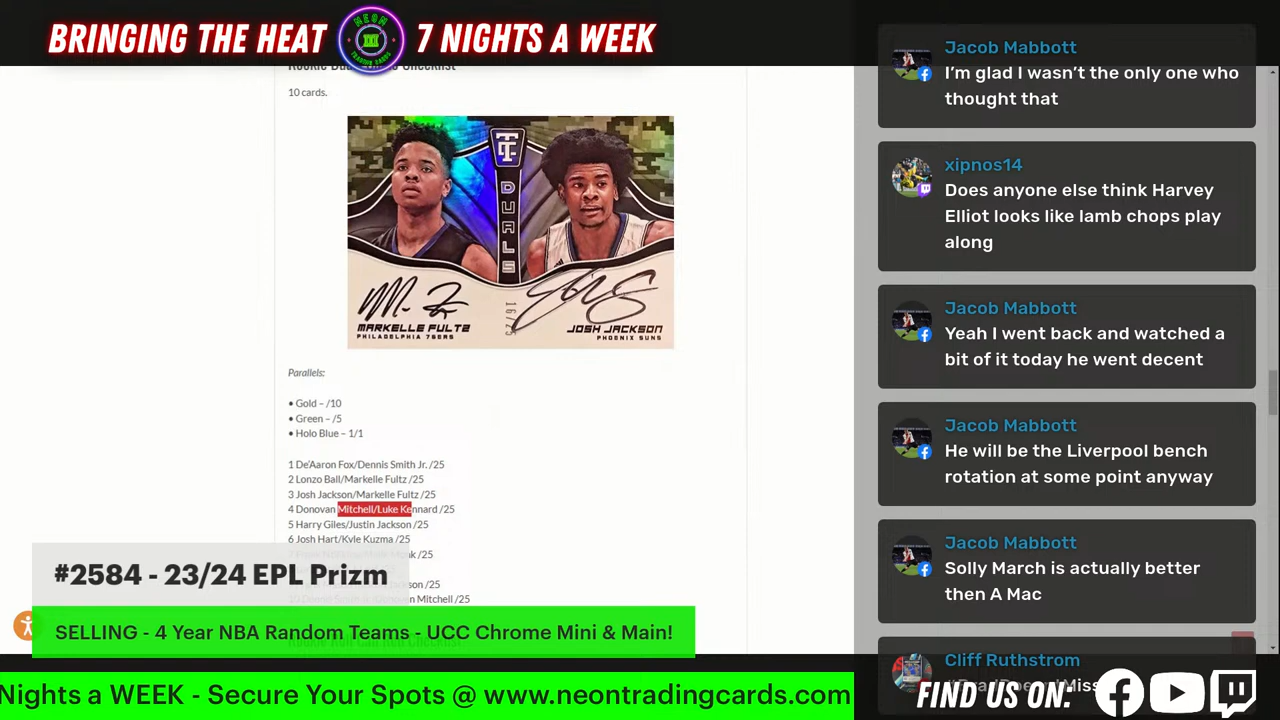 BRINGING THE HEAT
NEON
TRADING CARDS
7 NIGHTS A WEEK
10 cards.
DUALS
16/25
MARKELLE FULTZ
PHILADELPHIA 76ERS
JOSH JACKSON
PHOENIX SUNS
Parallels:
• Gold – /10
• Green – /5
• Holo Blue – 1/1
1 De'Aaron Fox/Dennis Smith Jr. /25
2 Lonzo Ball/Markelle Fultz /25
3 Josh Jackson/Markelle Fultz /25
4 Donovan Mitchell/Luke Kennard /25
5 Harry Giles/Justin Jackson /25
6 Josh Hart/Kyle Kuzma /25
/25
/25
Mitchell /25
#2584 - 23/24 EPL Prizm
SELLING - 4 Year NBA Random Teams - UCC Chrome Mini & Main!
Nights a WEEK - Secure Your Spots @ www.neontradingcards.com
Jacob Mabbott
I'm glad I wasn't the only one who
thought that
xipnos14
Does anyone else think Harvey
Elliot looks like lamb chops play
along
Jacob Mabbott
Yeah I went back and watched a
bit of it today he went decent
Jacob Mabbott
He will be the Liverpool bench
rotation at some point anyway
Jacob Mabbott
Solly March is actually better
then A Mac
Cliff Ruthstrom
FIND US ON: